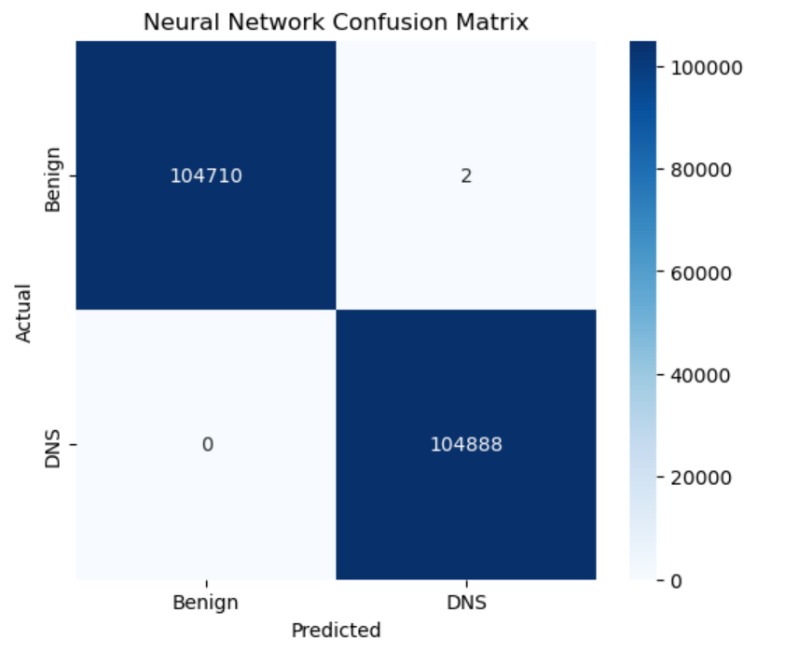 Neural Network Confusion Matrix
Benign
104710
2
Actual
DNS
0
104888
Benign
DNS
Predicted
100000
80000
60000
40000
20000
0